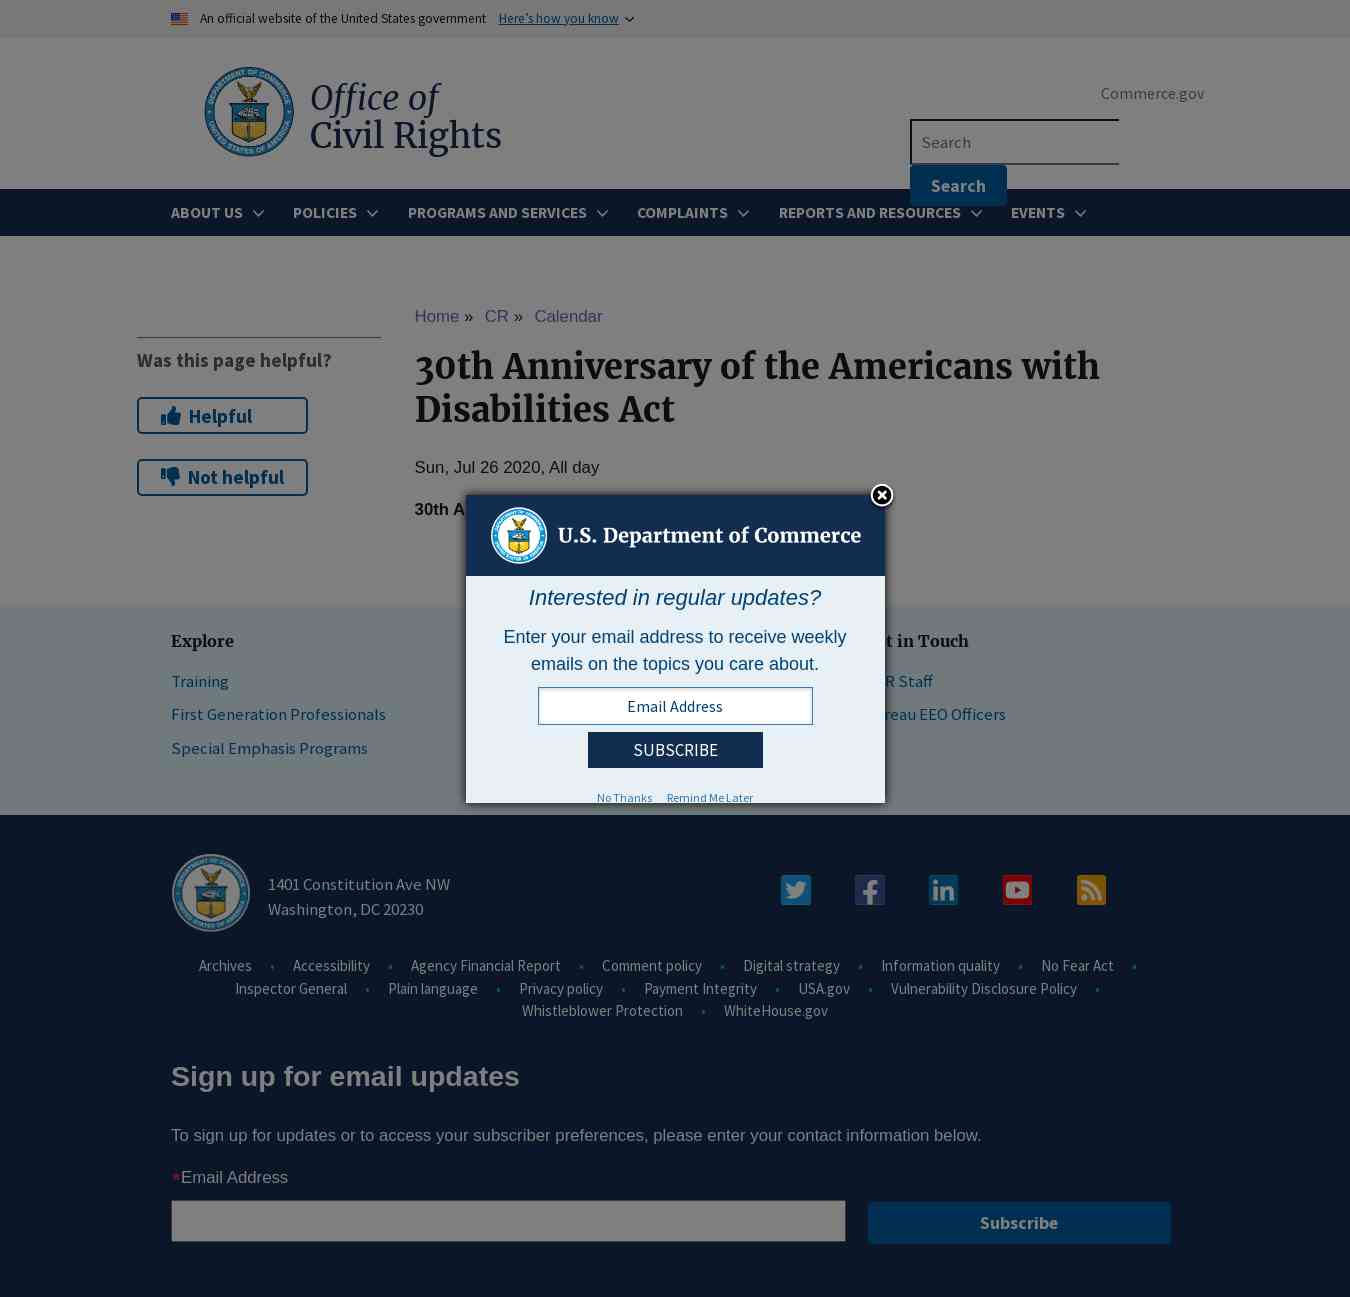 An official website of the United States government Here's how you know
Office of
Civil Rights
Commerce.gov
Search
Search
ABOUT US POLICIES PROGRAMS AND SERVICES COMPLAINTS REPORTS AND RESOURCES EVENTS
Home » CR » Calendar
Was this page helpful?
Helpful
Not helpful
30th Anniversary of the Americans with
Disabilities Act
Sun, Jul 26 2020, All day
30th A
U.S. Department of Commerce
Interested in regular updates?
Enter your email address to receive weekly
emails on the topics you care about.
Email Address
SUBSCRIBE
No Thanks Remind Me Later
Explore
Training
First Generation Professionals
Special Emphasis Programs
t in Touch
R Staff
reau EEO Officers
1401 Constitution Ave NW
Washington, DC 20230
Archives • Accessibility • Agency Financial Report • Comment policy • Digital strategy • Information quality • No Fear Act •
Inspector General • Plain language • Privacy policy • Payment Integrity • USA.gov • Vulnerability Disclosure Policy •
Whistleblower Protection • WhiteHouse.gov
Sign up for email updates
To sign up for updates or to access your subscriber preferences, please enter your contact information below.
*Email Address
Subscribe